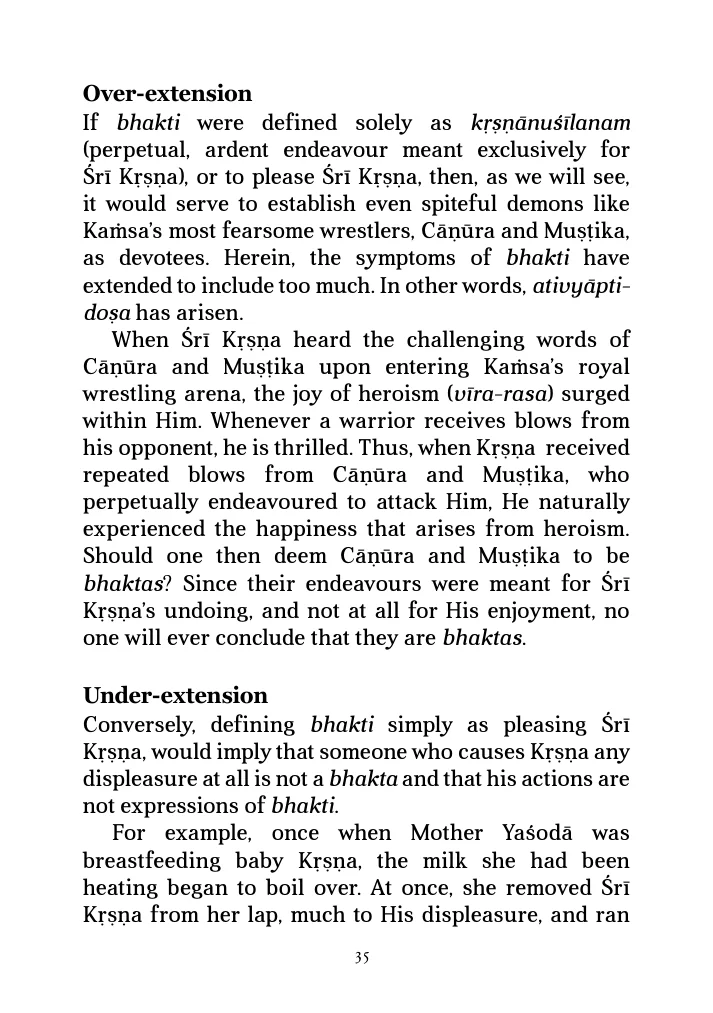 Over-extension
If bhakti were defined solely as kṛṣṇānuśīlanam
(perpetual, ardent endeavour meant exclusively for
Śrī Kṛṣṇa), or to please Śrī Kṛṣṇa, then, as we will see,
it would serve to establish even spiteful demons like
Kaṁsa’s most fearsome wrestlers, Cāṇūra and Muṣṭika,
as devotees. Herein, the symptoms of bhakti have
extended to include too much. In other words, ativyāpti-
doṣa has arisen.
When Śrī Kṛṣṇa heard the challenging words of
Cāṇūra and Muṣṭika upon entering Kaṁsa’s royal
wrestling arena, the joy of heroism (vīra-rasa) surged
within Him. Whenever a warrior receives blows from
his opponent, he is thrilled. Thus, when Kṛṣṇa received
repeated blows from Cāṇūra and Muṣṭika, who
perpetually endeavoured to attack Him, He naturally
experienced the happiness that arises from heroism.
Should one then deem Cāṇūra and Muṣṭika to be
bhaktas? Since their endeavours were meant for Śrī
Kṛṣṇa’s undoing, and not at all for His enjoyment, no
one will ever conclude that they are bhaktas.
Under-extension
Conversely, defining bhakti simply as pleasing Śrī
Kṛṣṇa, would imply that someone who causes Kṛṣṇa any
displeasure at all is not a bhakta and that his actions are
not expressions of bhakti.
For example, once when Mother Yaśodā was
breastfeeding baby Kṛṣṇa, the milk she had been
heating began to boil over. At once, she removed Śrī
Kṛṣṇa from her lap, much to His displeasure, and ran
35